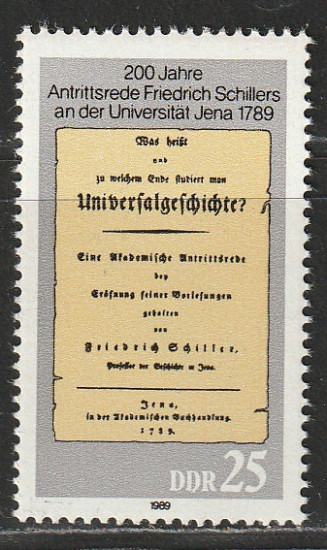 200 Jahre
Antrittsrede Friedrich Schillers
an der Universität Jena 1789
Was heißt
und
zu welchem Ende studiert man
Universalgeschichte?
Eine Akademische Antrittsrede
bey
Eröfnung seiner Vorlesungen
gehalten
von
Friedrich Schiller,
Professor der Geschichte in Jena.
Jena,
in der Akademischen Buchhandlung.
1789.
DDR 25
1989